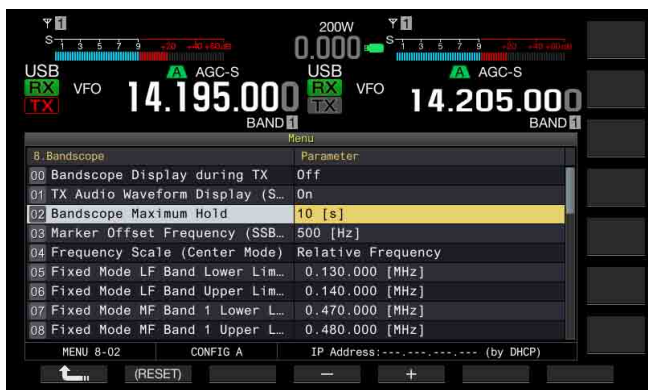 1 200W 1
S 1 3 5 7 9 +20 +40 +60dB 0.000 S 1 3 5 7 9 +20 +40 +60dB
USB A AGC-S USB A AGC-S
RX TX VFO 14.195.000 RX TX VFO 14.205.000
BAND 1 BAND 1
Menu
8.Bandscope Parameter
00 Bandscope Display during TX Off
01 TX Audio Waveform Display (S… On
02 Bandscope Maximum Hold 10 [s]
03 Marker Offset Frequency (SSB… 500 [Hz]
04 Frequency Scale (Center Mode) Relative Frequency
05 Fixed Mode LF Band Lower Lim… 0.130.000 [MHz]
06 Fixed Mode LF Band Upper Lim… 0.140.000 [MHz]
07 Fixed Mode MF Band 1 Lower L… 0.470.000 [MHz]
08 Fixed Mode MF Band 1 Upper L… 0.480.000 [MHz]
MENU 8-02 CONFIG A IP Address:---.---.---.--- (by DHCP)
(RESET) － ＋